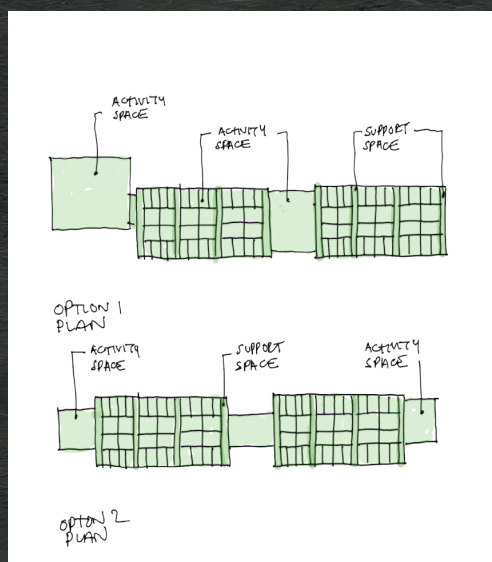 ACTIVITY
SPACE
ACTIVITY
SPACE
SUPPORT
SPACE
OPTION 1
PLAN
ACTIVITY
SPACE
SUPPORT
SPACE
ACTIVITY
SPACE
OPTION 2
PLAN